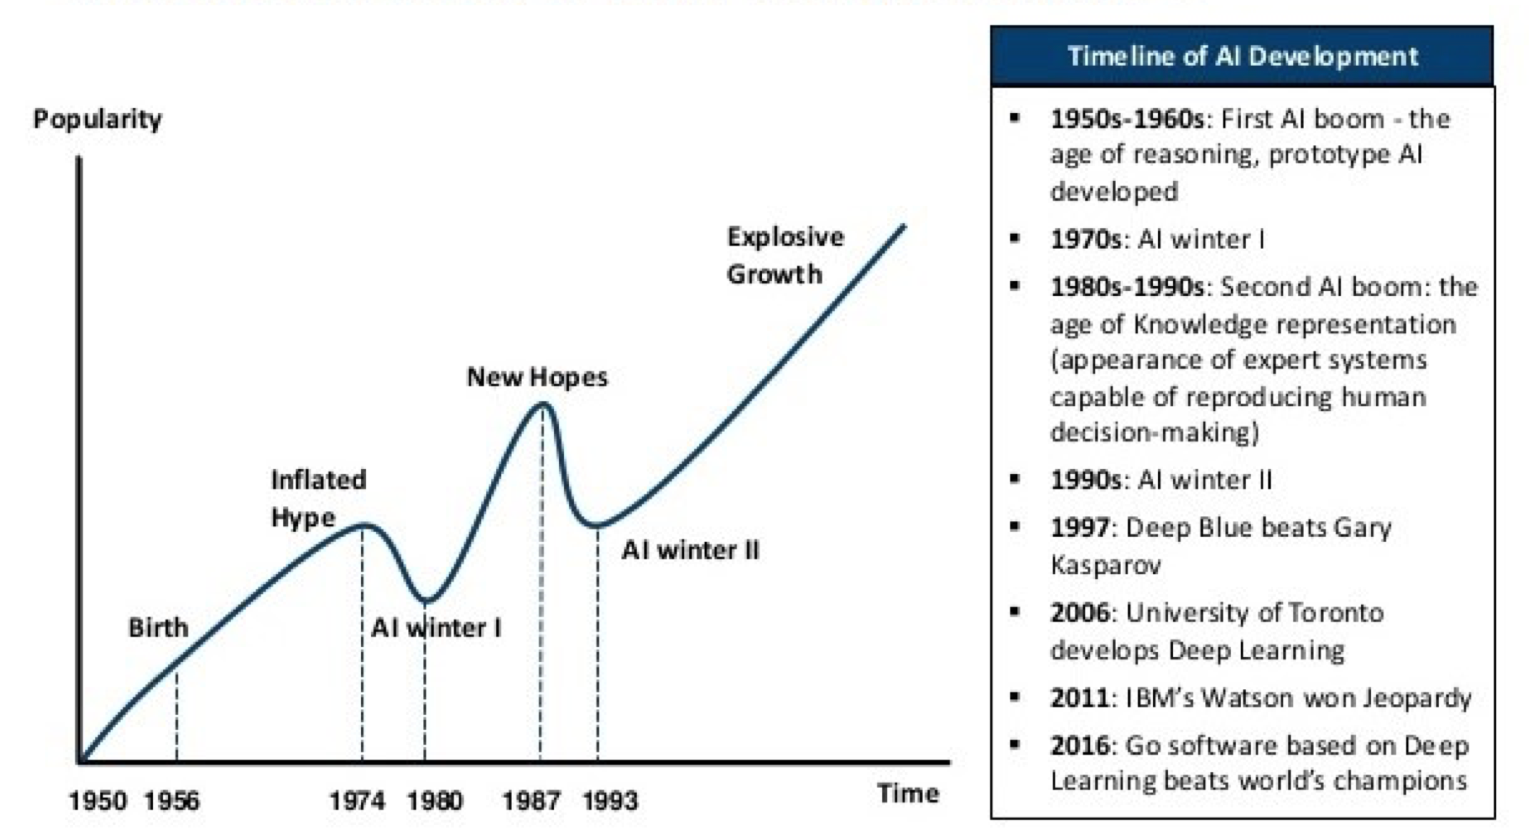 Popularity
Explosive
Growth
New Hopes
Inflated
Hype
AI winter II
Birth
AI winter I
1950 1956 1974 1980 1987 1993
Time
Timeline of AI Development
▪ 1950s-1960s: First AI boom - the
age of reasoning, prototype AI
developed
▪ 1970s: AI winter I
▪ 1980s-1990s: Second AI boom: the
age of Knowledge representation
(appearance of expert systems
capable of reproducing human
decision-making)
▪ 1990s: AI winter II
▪ 1997: Deep Blue beats Gary
Kasparov
▪ 2006: University of Toronto
develops Deep Learning
▪ 2011: IBM’s Watson won Jeopardy
▪ 2016: Go software based on Deep
Learning beats world’s champions